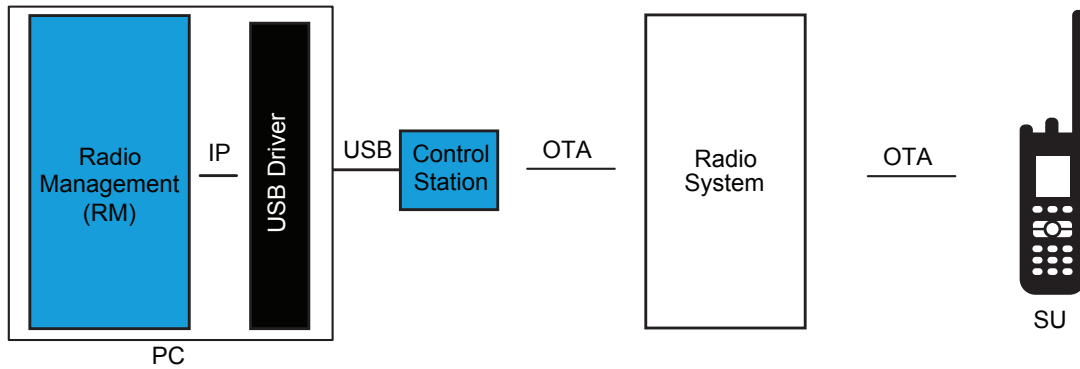 Radio
Management
(RM)
IP
USB Driver
USB
Control
Station
OTA
Radio
System
OTA
SU
PC